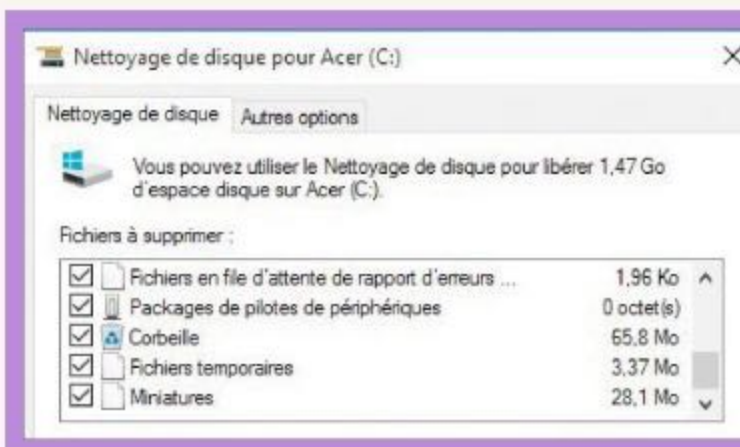 Nettoyage de disque pour Acer (C:)
Nettoyage de disque Autres options
Vous pouvez utiliser le Nettoyage de disque pour libérer 1,47 Go
d'espace disque sur Acer (C:).
Fichiers à supprimer :
Fichiers en file d'attente de rapport d'erreurs ... 1,96 Ko
Packages de pilotes de périphériques 0 octet(s)
Corbeille 65,8 Mo
Fichiers temporaires 3,37 Mo
Miniatures 28,1 Mo